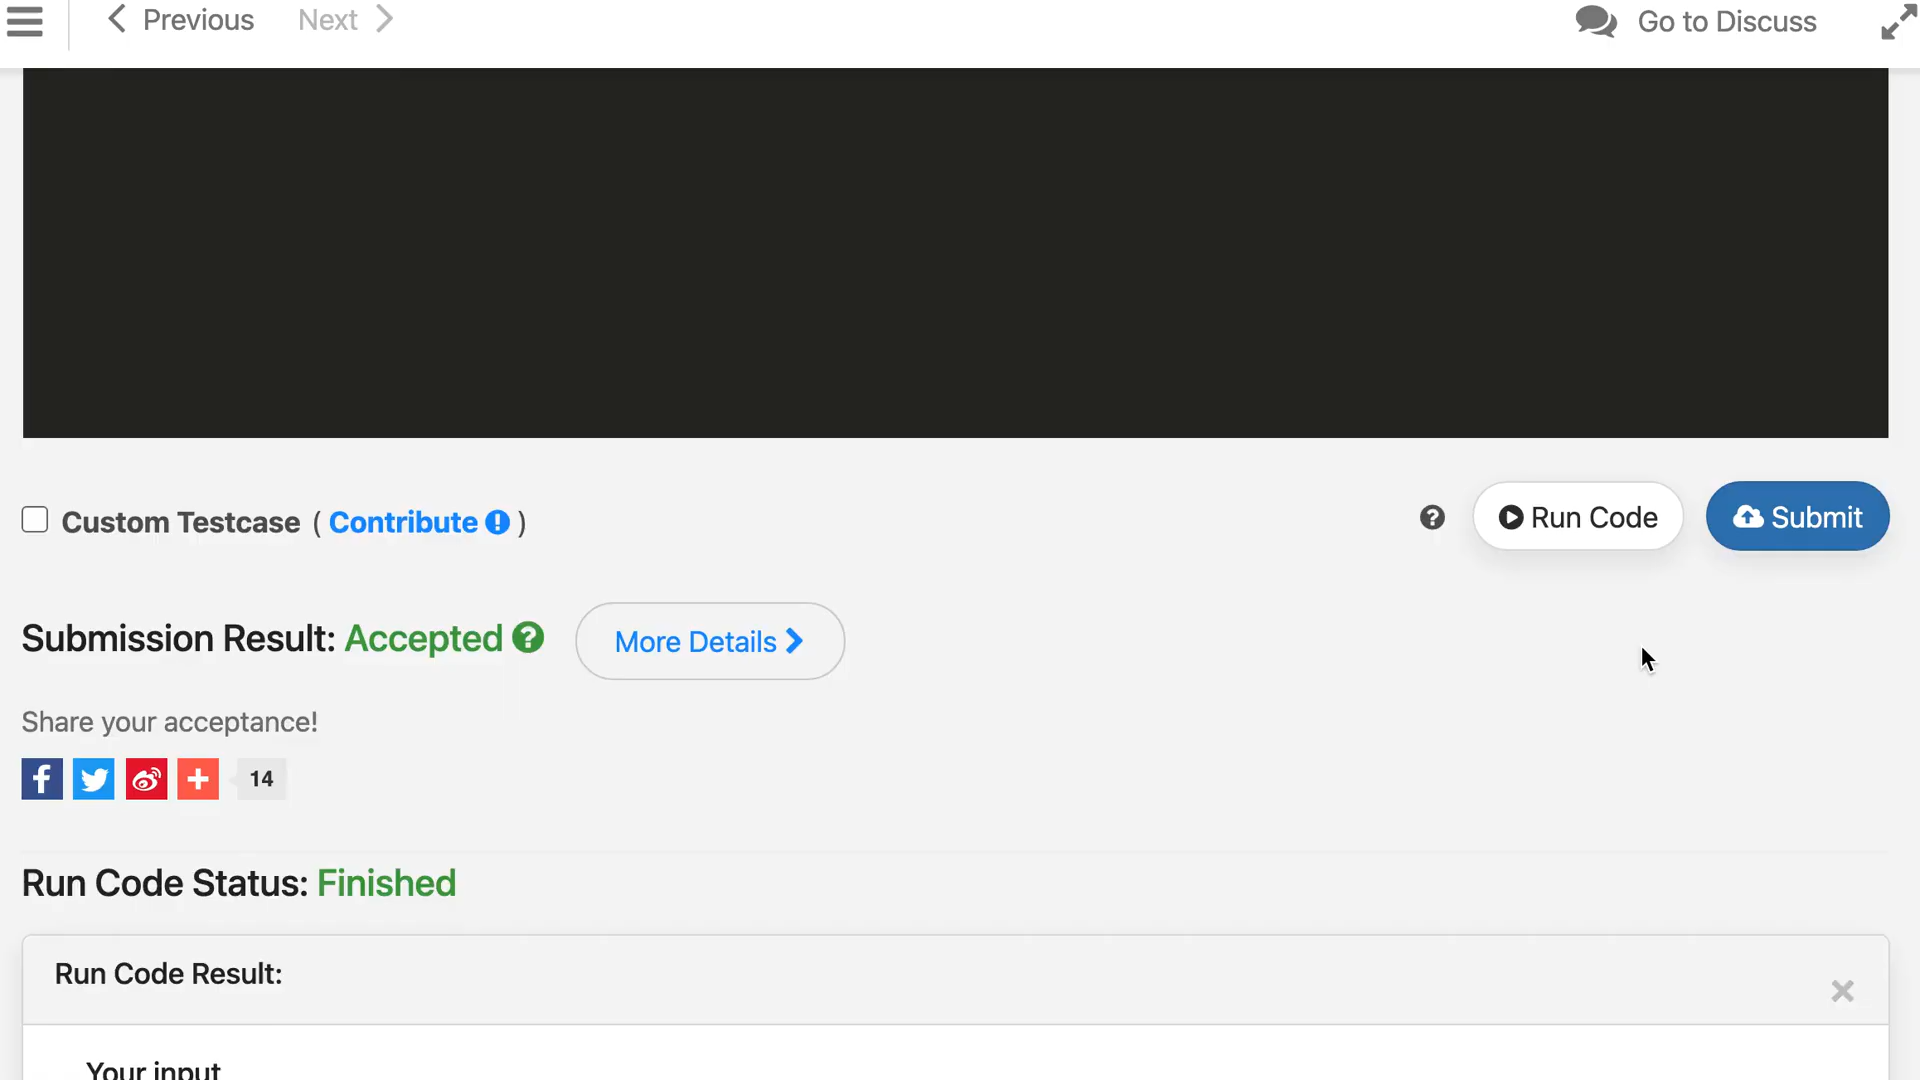 Previous Next Go to Discuss
Custom Testcase ( Contribute ) Run Code Submit
Submission Result: Accepted More Details
Share your acceptance!
14
Run Code Status: Finished
Run Code Result:
Your input